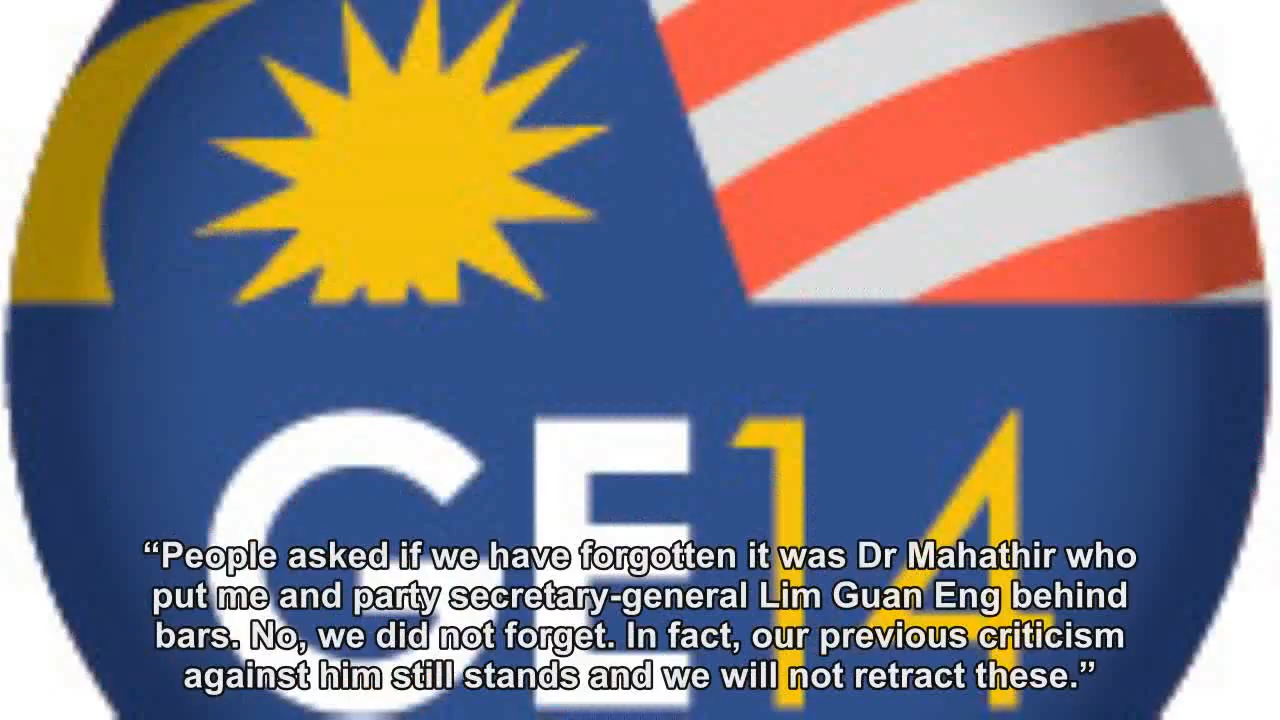 GE14
“People asked if we have forgotten it was Dr Mahathir who
put me and party secretary-general Lim Guan Eng behind
bars. No, we did not forget. In fact, our previous criticism
against him still stands and we will not retract these.”